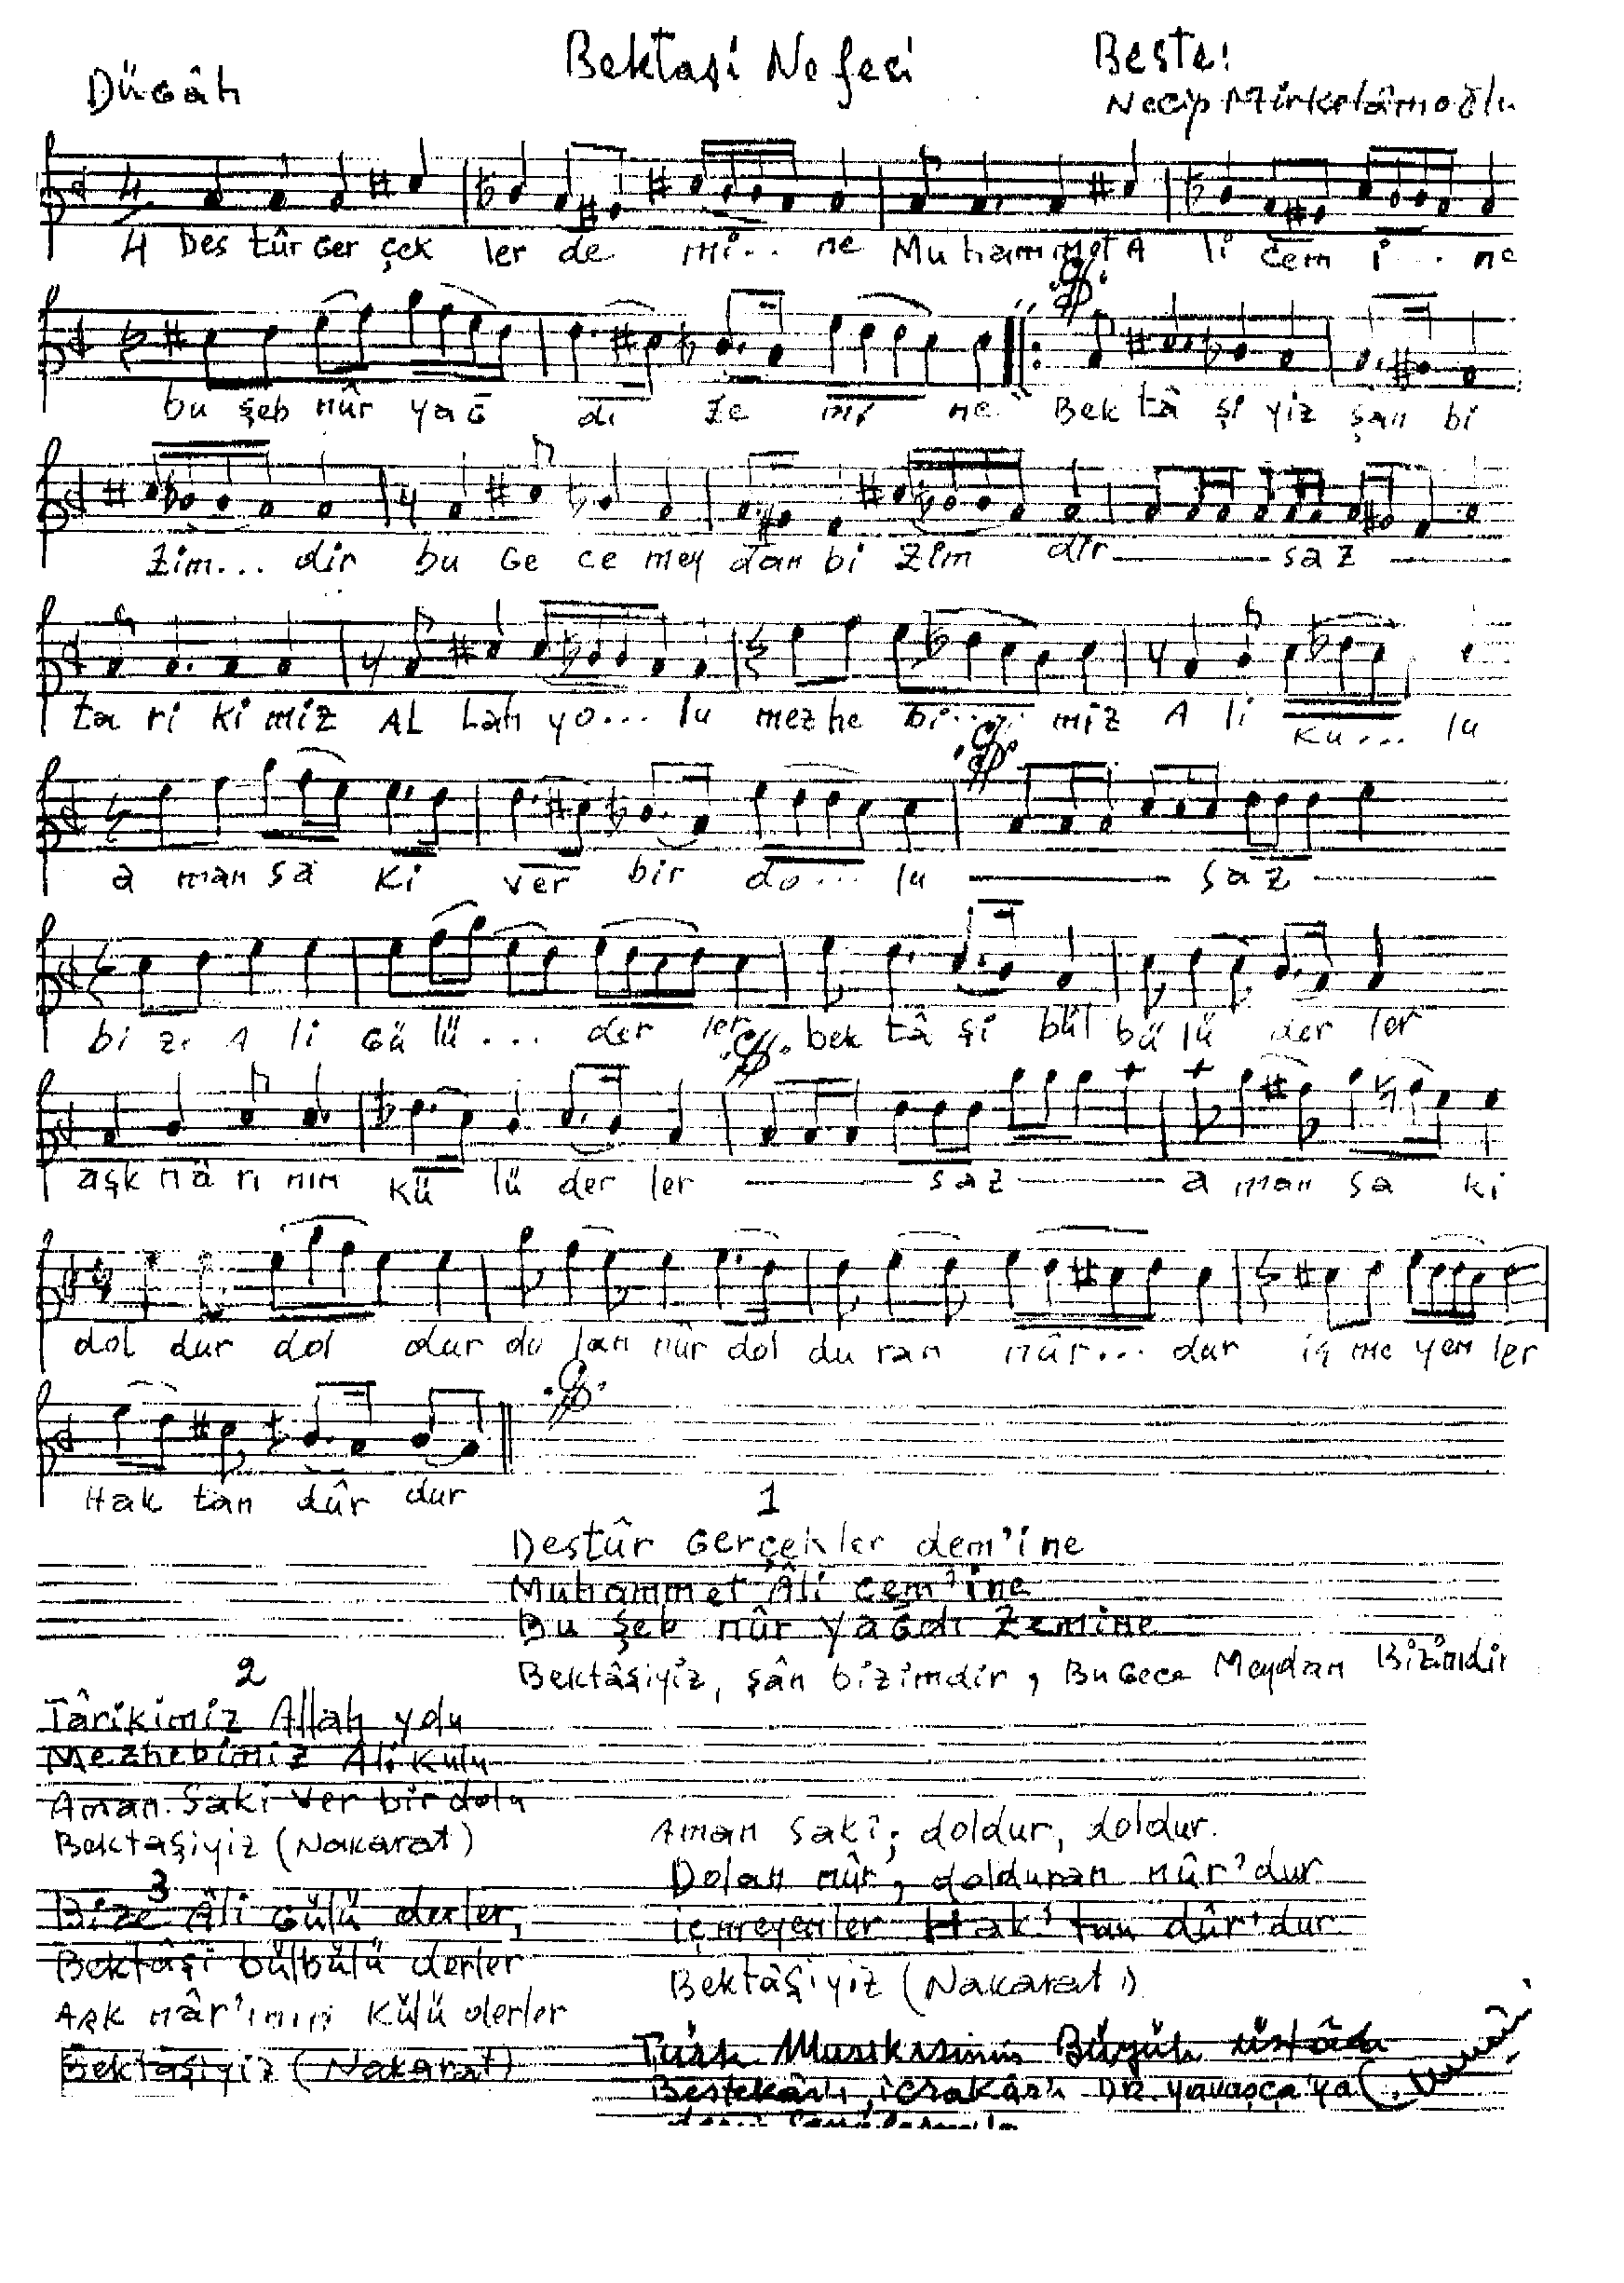 Dügâh
Bektaşi Nefesi
Beste:
Necip Mirkelâmoğlu
4 4 Des tûr Ger çek ler de mi... ne Mu ham met A li cem i... ne
bu şeb nûr yağ dı ze mi ne Bek tâ şi yiz şan bi
zim... dir bu Ge ce mey dan bi zim dir saz
ta ri ki miz AL Lah yo... lu mez he bi... miz A li ku... lu
a man sa ki ver bir do... lu saz
bi ze A li Gü lü... der ler bek tâ şi bül bü lü der ler
aşk nâ rı nın kü lü der ler saz a man sa ki
dol dur dol dur do lan nûr dol du ran nûr... dur iç me yen ler
Hak tan dûr dur
1
Destûr Gerçekler dem'ine
Muhammet Âli cem'ine
Bu şek nûr yağdı zemine
Bektâşiyiz, şân bizimdir, Bu Gece Meydan Bizimdir
2
Târikimiz Allah yolu
Mezhebimiz Âli kulu
Aman Saki ver bir dolu
Bektaşiyiz (Nakarat)
3
Bize Âli Gülü derler,
Bektâşi bülbülü derler
Aşk nâr'ının külü derler
Bektâşiyiz (Nakarat)
Aman saki; doldur, doldur.
Dolan nûr, dolduran nûr'dur
içmeyenler Hak'tan dûr'dur.
Bektâşiyiz (Nakarat)
Türk Musıkisinin Büyük üstâdı
Bestekârı, icrakârı DR. Yavaşça'ya